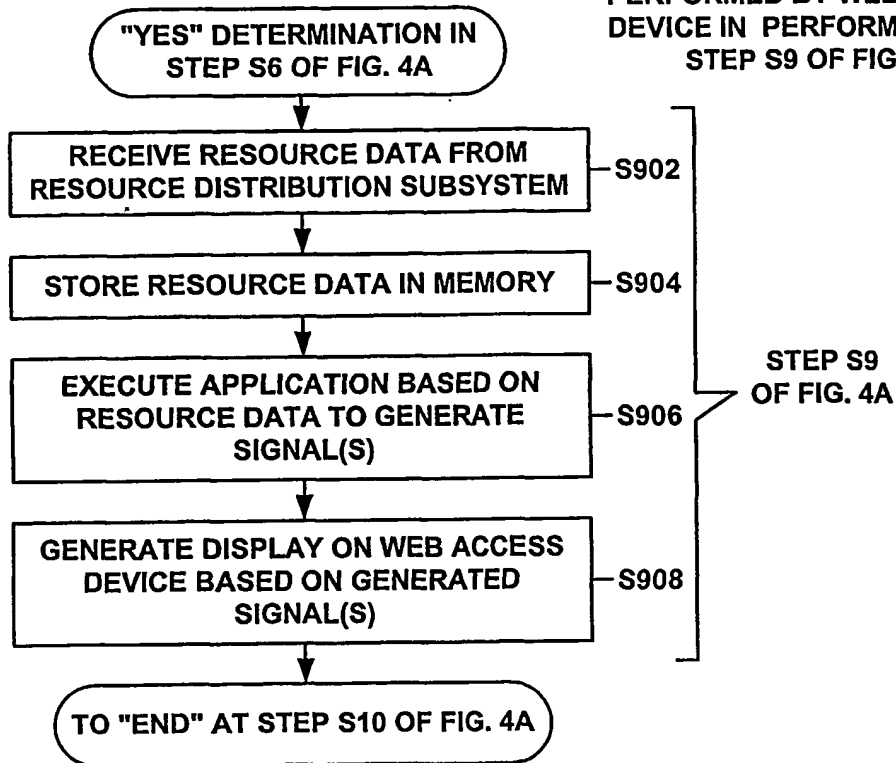 "YES" DETERMINATION IN
STEP S6 OF FIG. 4A
DEVICE IN PERFORM
STEP S9 OF FIG
RECEIVE RESOURCE DATA FROM
RESOURCE DISTRIBUTION SUBSYSTEM
S902
STORE RESOURCE DATA IN MEMORY
S904
EXECUTE APPLICATION BASED ON
RESOURCE DATA TO GENERATE
SIGNAL(S)
S906
STEP S9
OF FIG. 4A
GENERATE DISPLAY ON WEB ACCESS
DEVICE BASED ON GENERATED
SIGNAL(S)
S908
TO "END" AT STEP S10 OF FIG. 4A